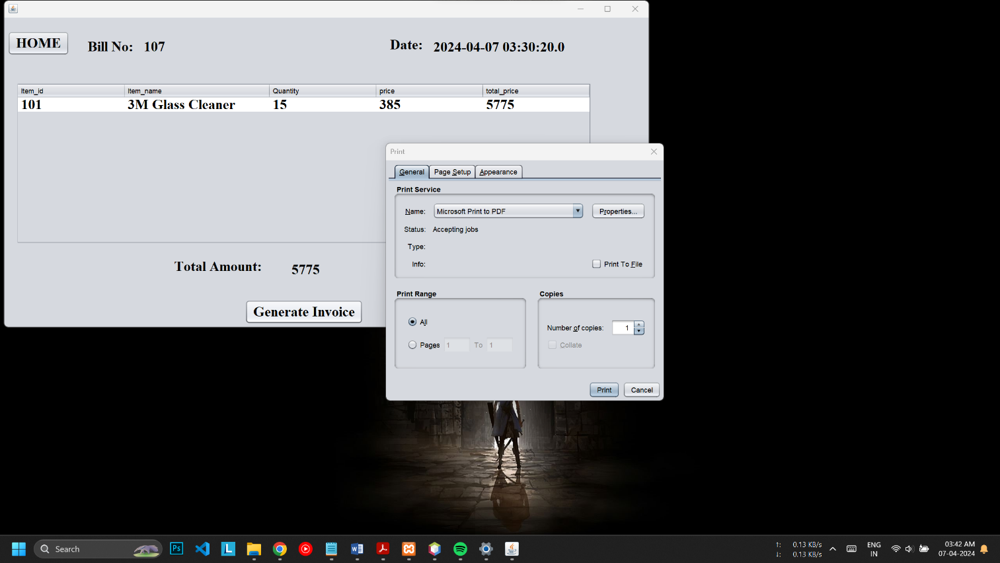 HOME
Bill No: 107
Date: 2024-04-07 03:30:20.0
Item_id Item_name Quantity price total_price
101 3M Glass Cleaner 15 385 5775
Total Amount: 5775
Generate Invoice
Print
General Page Setup Appearance
Print Service
Name: Microsoft Print to PDF Properties...
Status: Accepting jobs
Type:
Info: Print To File
Print Range
All
Pages 1 To 1
Copies
Number of copies: 1
Collate
Print Cancel
Search
Ps
L
W
↑: 0.13 KB/s
↓: 0.13 KB/s
ENG
IN
03:42 AM
07-04-2024